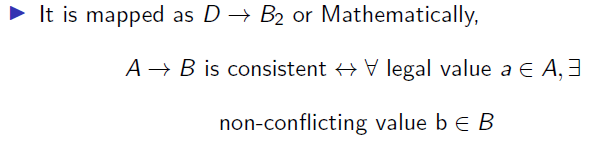 ▶ It is mapped as D → B₂ or Mathematically,
A → B is consistent ↔ ∀ legal value a ∈ A, ∃
non-conflicting value b ∈ B